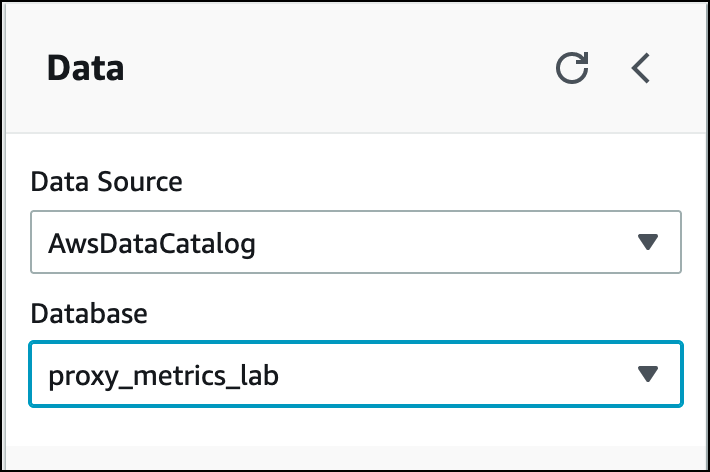 Data
Data Source
AwsDataCatalog
Database
proxy_metrics_lab